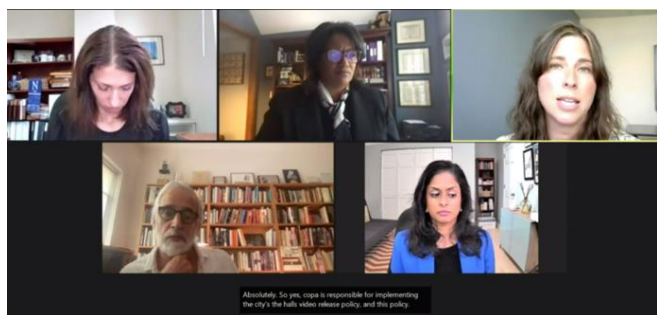 N
Absolutely. So yes, copa is responsible for implementing
the city's the halls video release policy, and this policy.